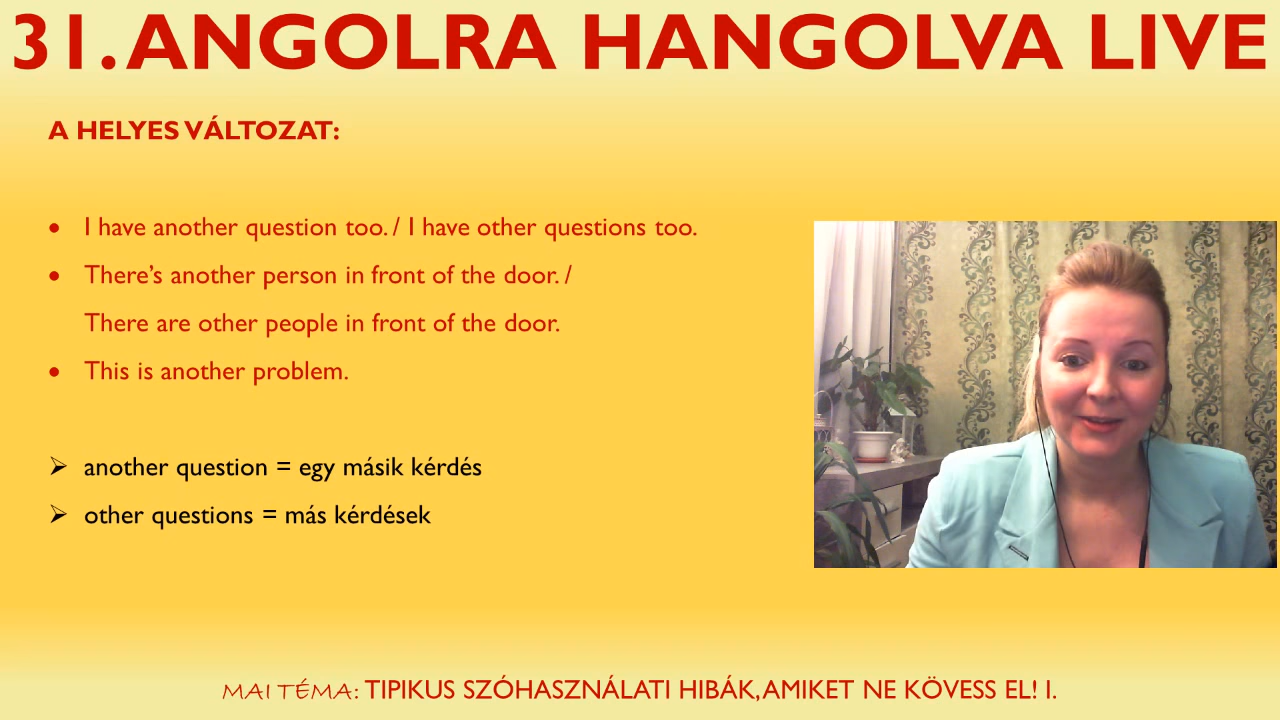 31. ANGOLRA HANGOLVA LIVE
A HELYES VÁLTOZAT:
• I have another question too. / I have other questions too.
• There’s another person in front of the door. /
There are other people in front of the door.
• This is another problem.
➢ another question = egy másik kérdés
➢ other questions = más kérdések
MAI TÉMA: TIPIKUS SZÓHASZNÁLATI HIBÁK,AMIKET NE KÖVESS EL! I.